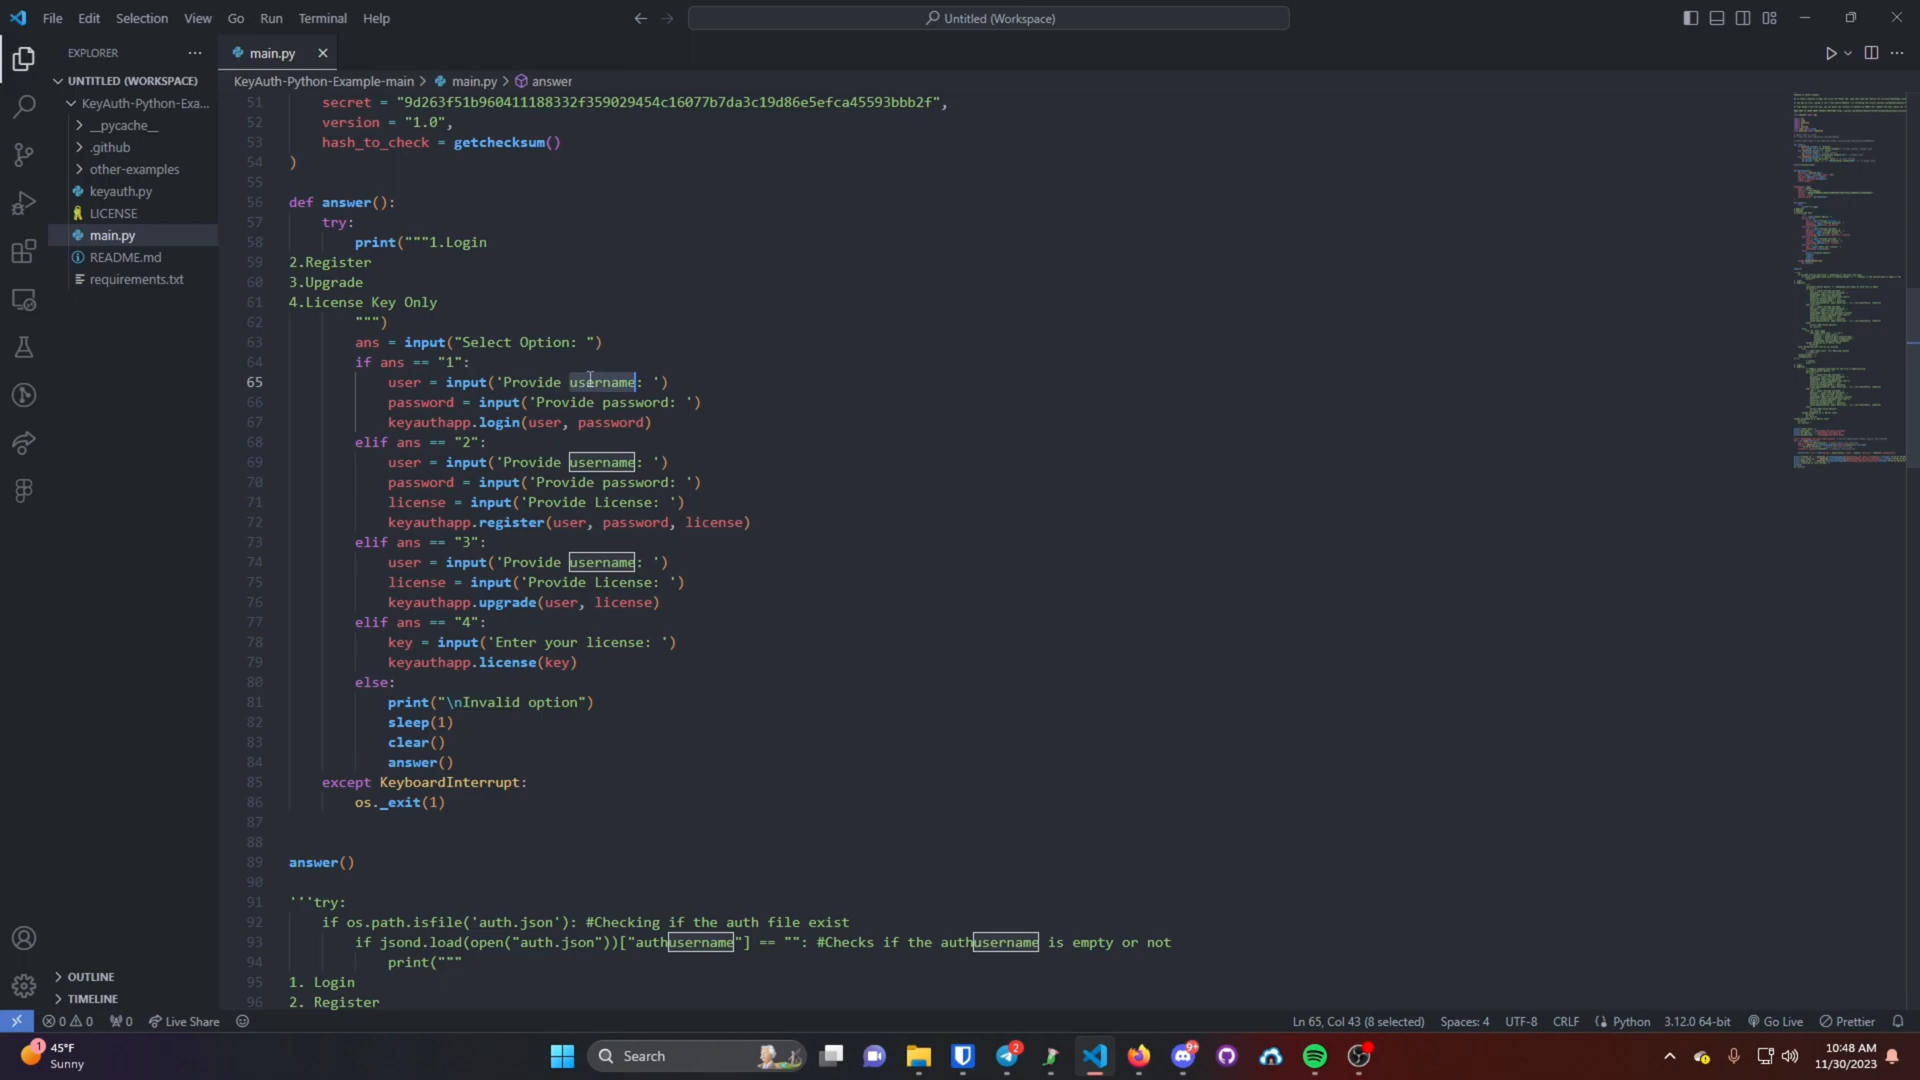 File Edit Selection View Go Run Terminal Help
Untitled (Workspace)
EXPLORER
main.py
UNTITLED (WORKSPACE)
KeyAuth-Python-Exa...
__pycache__
.github
other-examples
keyauth.py
LICENSE
main.py
README.md
requirements.txt
OUTLINE
TIMELINE
KeyAuth-Python-Example-main > main.py > answer
51 secret = "9d263f51b960411188332f359029454c16077b7da3c19d86e5efca45593bbb2f",
52 version = "1.0",
53 hash_to_check = getchecksum()
54 )
55
56 def answer():
57 try:
58 print("""1.Login
59 2.Register
60 3.Upgrade
61 4.License Key Only
62 """)
63 ans = input("Select Option: ")
64 if ans == "1":
65 user = input('Provide username: ')
66 password = input('Provide password: ')
67 keyauthapp.login(user, password)
68 elif ans == "2":
69 user = input('Provide username: ')
70 password = input('Provide password: ')
71 license = input('Provide License: ')
72 keyauthapp.register(user, password, license)
73 elif ans == "3":
74 user = input('Provide username: ')
75 license = input('Provide License: ')
76 keyauthapp.upgrade(user, license)
77 elif ans == "4":
78 key = input('Enter your license: ')
79 keyauthapp.license(key)
80 else:
81 print("\nInvalid option")
82 sleep(1)
83 clear()
84 answer()
85 except KeyboardInterrupt:
86 os._exit(1)
87
88
89 answer()
90
91 '''try:
92 if os.path.isfile('auth.json'): #Checking if the auth file exist
93 if jsond.load(open("auth.json"))["authusername"] == "": #Checks if the authusername is empty or not
94 print("""
95 1. Login
96 2. Register
0 0 0 Live Share
Ln 65, Col 43 (8 selected) Spaces: 4 UTF-8 CRLF Python 3.12.0 64-bit Go Live Prettier
45°F
Sunny
Search
2
9+
10:48 AM
11/30/2023